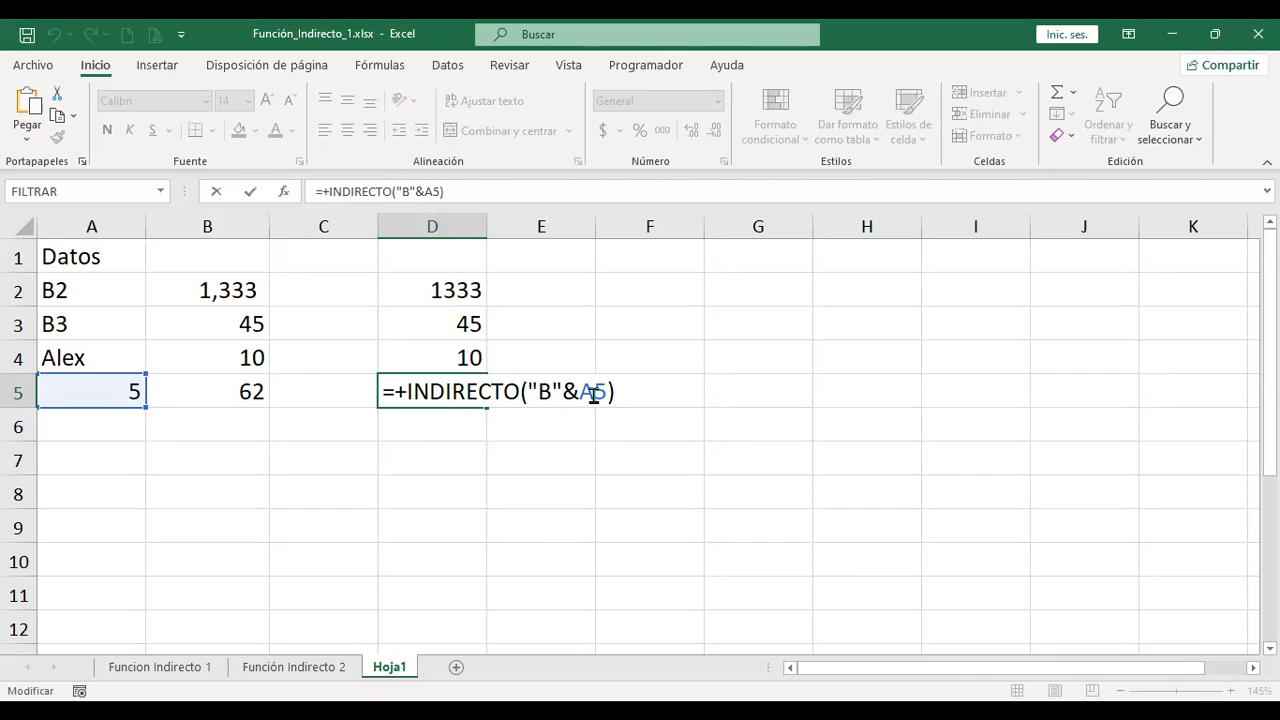 Función_Indirecto_1.xlsx - Excel
Buscar
Inic. ses.
Archivo Inicio Insertar Disposición de página Fórmulas Datos Revisar Vista Programador Ayuda
Compartir
Pegar
Calibri 14
N K S
Ajustar texto
Combinar y centrar
General
$ % 000
Formato condicional
Dar formato como tabla
Estilos de celda
Insertar
Eliminar
Formato
Ordenar y filtrar
Buscar y seleccionar
Portapapeles Fuente Alineación Número Estilos Celdas Edición
FILTRAR
=+INDIRECTO("B"&A5)
A B C D E F G H I J K
1 Datos
2 B2 1,333 1333
3 B3 45 45
4 Alex 10 10
5 5 62 =+INDIRECTO("B"&A5)
6
7
8
9
10
11
12
Funcion Indirecto 1 Función Indirecto 2 Hoja1
Modificar
145%